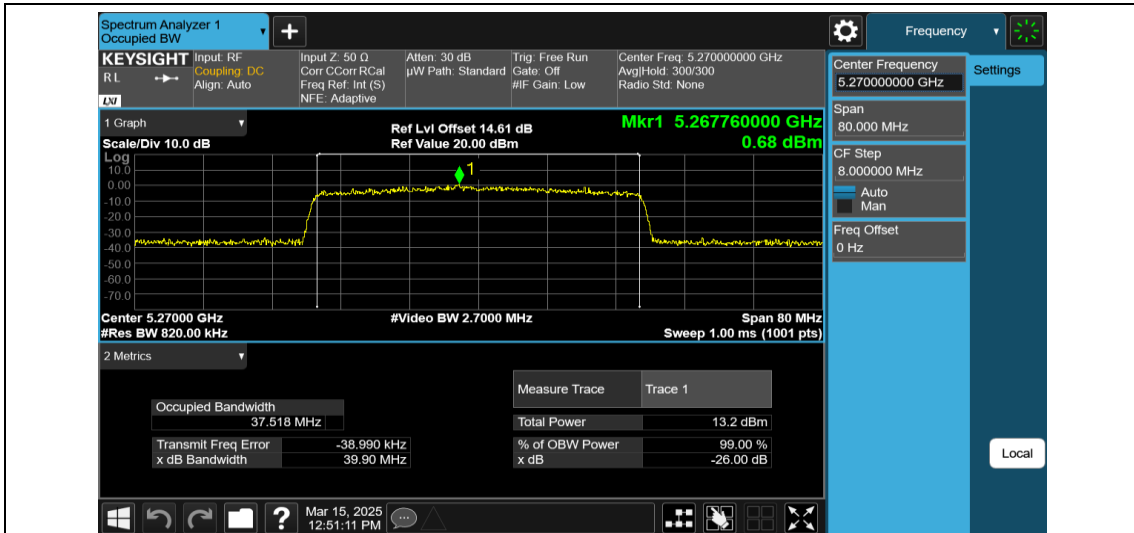 Spectrum Analyzer 1
Occupied BW
Frequency
KEYSIGHT
R L
LXI
Input: RF
Coupling: DC
Align: Auto
Input Z: 50 Ω
Corr CCorr RCal
Freq Ref: Int (S)
NFE: Adaptive
Atten: 30 dB
µW Path: Standard
Trig: Free Run
Gate: Off
#IF Gain: Low
Center Freq: 5.270000000 GHz
Avg|Hold: 300/300
Radio Std: None
Center Frequency
5.270000000 GHz
Settings
Span
80.000 MHz
CF Step
8.000000 MHz
Auto
Man
Freq Offset
0 Hz
Local
1 Graph
Scale/Div 10.0 dB
Ref Lvl Offset 14.61 dB
Ref Value 20.00 dBm
Mkr1 5.267760000 GHz
0.68 dBm
Log
10.0
0.00
-10.0
-20.0
-30.0
-40.0
-50.0
-60.0
-70.0
1
Center 5.27000 GHz
#Video BW 2.7000 MHz
Span 80 MHz
#Res BW 820.00 kHz
Sweep 1.00 ms (1001 pts)
2 Metrics
Measure Trace Trace 1
Occupied Bandwidth
37.518 MHz
Total Power 13.2 dBm
Transmit Freq Error -38.990 kHz
% of OBW Power 99.00 %
x dB Bandwidth 39.90 MHz
x dB -26.00 dB
?
Mar 15, 2025
12:51:11 PM